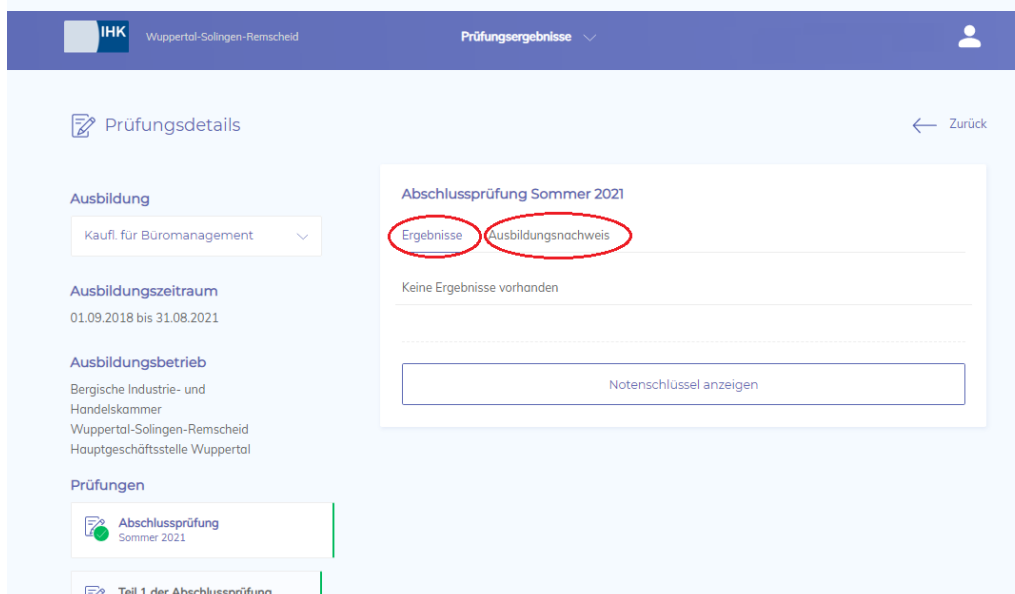 IHK
Wuppertal-Solingen-Remscheid
Prüfungsergebnisse
Prüfungsdetails
Zurück
Ausbildung
Kaufl. für Büromanagement
Ausbildungszeitraum
01.09.2018 bis 31.08.2021
Ausbildungsbetrieb
Bergische Industrie- und
Handelskammer
Wuppertal-Solingen-Remscheid
Hauptgeschäftsstelle Wuppertal
Prüfungen
Abschlussprüfung
Sommer 2021
Teil 1 der Abschlussprüfung
Abschlussprüfung Sommer 2021
Ergebnisse Ausbildungsnachweis
Keine Ergebnisse vorhanden
Notenschlüssel anzeigen